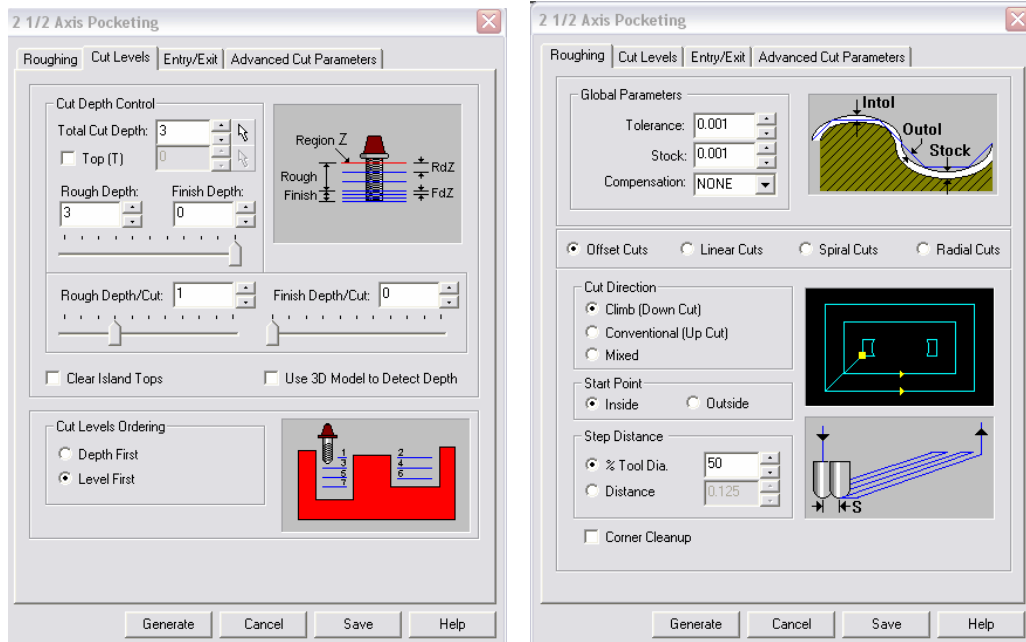 2 1/2 Axis Pocketing
Roughing Cut Levels Entry/Exit Advanced Cut Parameters
Cut Depth Control
Total Cut Depth: 3
Top (T) 0
Rough Depth: Finish Depth:
3 0
Region Z
Rough
Finish
RdZ
FdZ
Rough Depth/Cut: 1 Finish Depth/Cut: 0
Clear Island Tops Use 3D Model to Detect Depth
Cut Levels Ordering
Depth First
Level First
1 2
3 4
5 6
7
Generate Cancel Save Help
2 1/2 Axis Pocketing
Roughing Cut Levels Entry/Exit Advanced Cut Parameters
Global Parameters
Tolerance: 0.001
Stock: 0.001
Compensation: NONE
Intol
Outol
Stock
Offset Cuts Linear Cuts Spiral Cuts Radial Cuts
Cut Direction
Climb (Down Cut)
Conventional (Up Cut)
Mixed
Start Point
Inside Outside
Step Distance
% Tool Dia. 50
Distance 0.125
S
Corner Cleanup
Generate Cancel Save Help